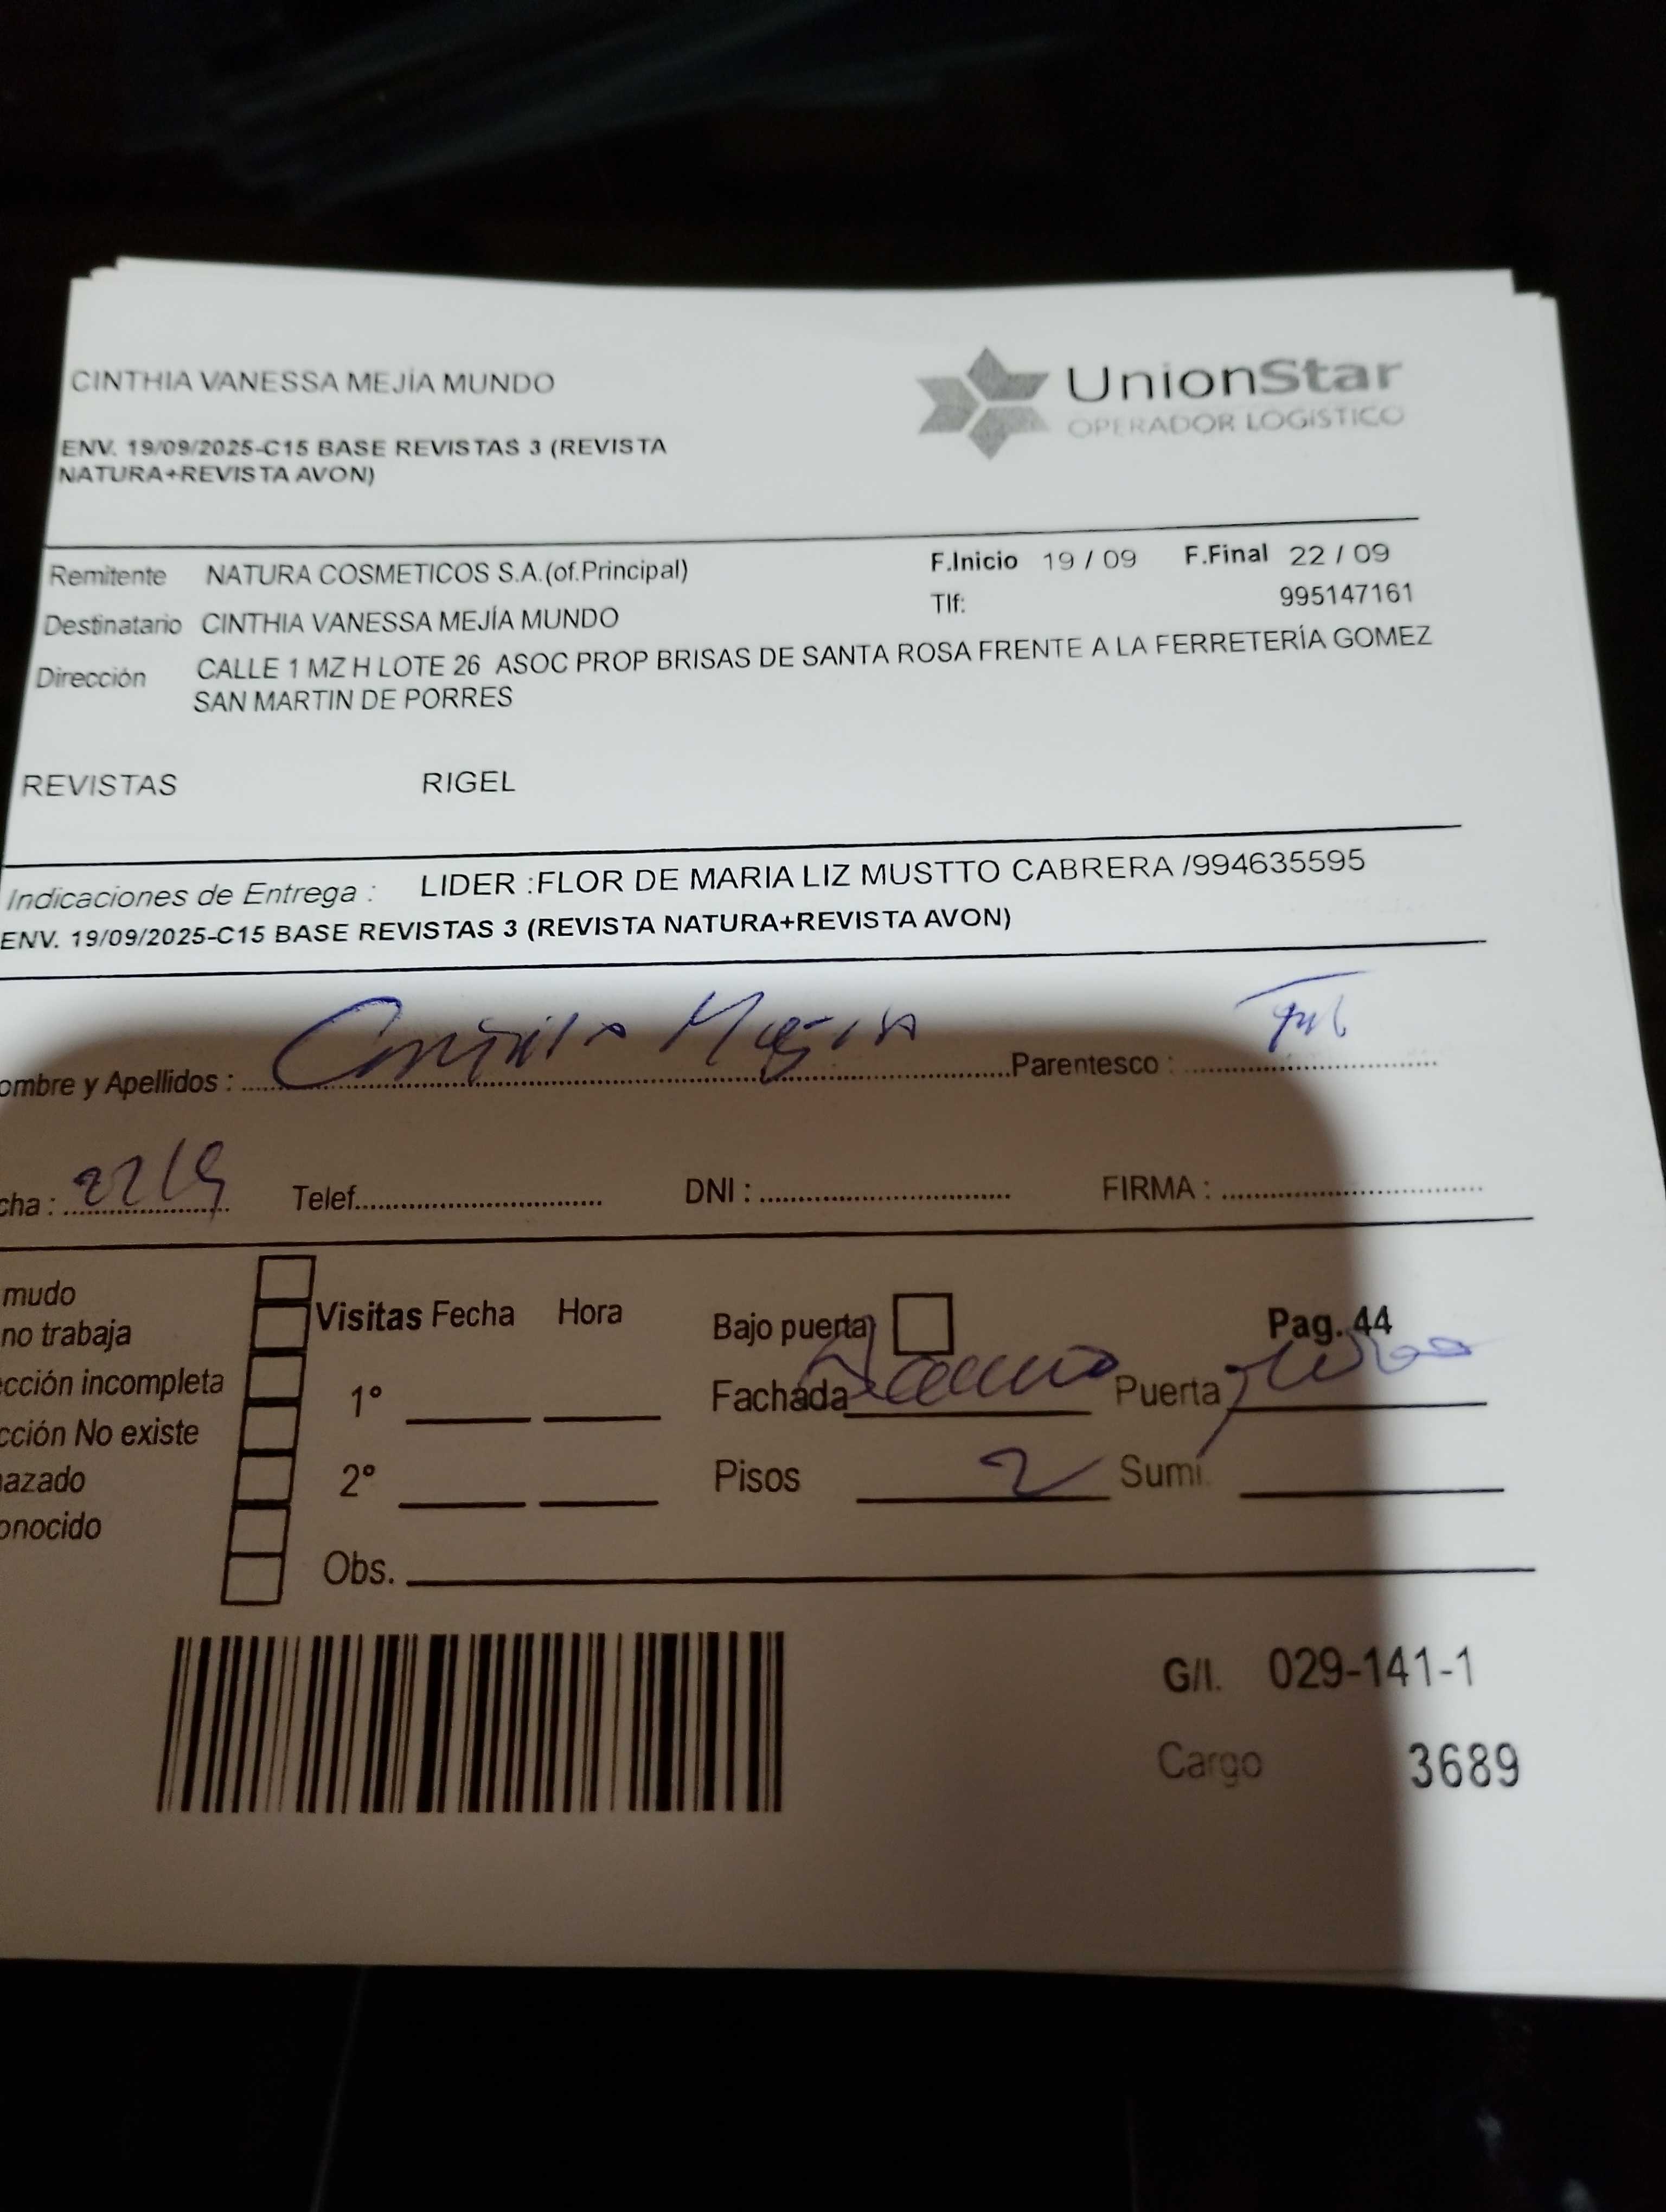 CINTHIA VANESSA MEJÍA MUNDO
UnionStar
OPERADOR LOGISTICO
ENV. 19/09/2025-C15 BASE REVISTAS 3 (REVISTA
NATURA+REVISTA AVON)
Remitente NATURA COSMETICOS S.A.(of.Principal) F.Inicio 19 / 09 F.Final 22 / 09
Destinatario CINTHIA VANESSA MEJÍA MUNDO Tlf: 995147161
Dirección CALLE 1 MZ H LOTE 26 ASOC PROP BRISAS DE SANTA ROSA FRENTE A LA FERRETERÍA GOMEZ
SAN MARTIN DE PORRES
REVISTAS RIGEL
Indicaciones de Entrega : LIDER :FLOR DE MARIA LIZ MUSTTO CABRERA /994635595
ENV. 19/09/2025-C15 BASE REVISTAS 3 (REVISTA NATURA+REVISTA AVON)
ombre y Apellidos : Parentesco :
cha : 22/9 Telef. DNI : FIRMA :
mudo
no trabaja
ección incompleta
cción No existe
hazado
onocido
Visitas Fecha Hora
1°
2°
Obs.
Bajo puerta Pag. 44
Fachada Puerta
Pisos 2 Sumi.
G/I. 029-141-1
Cargo 3689